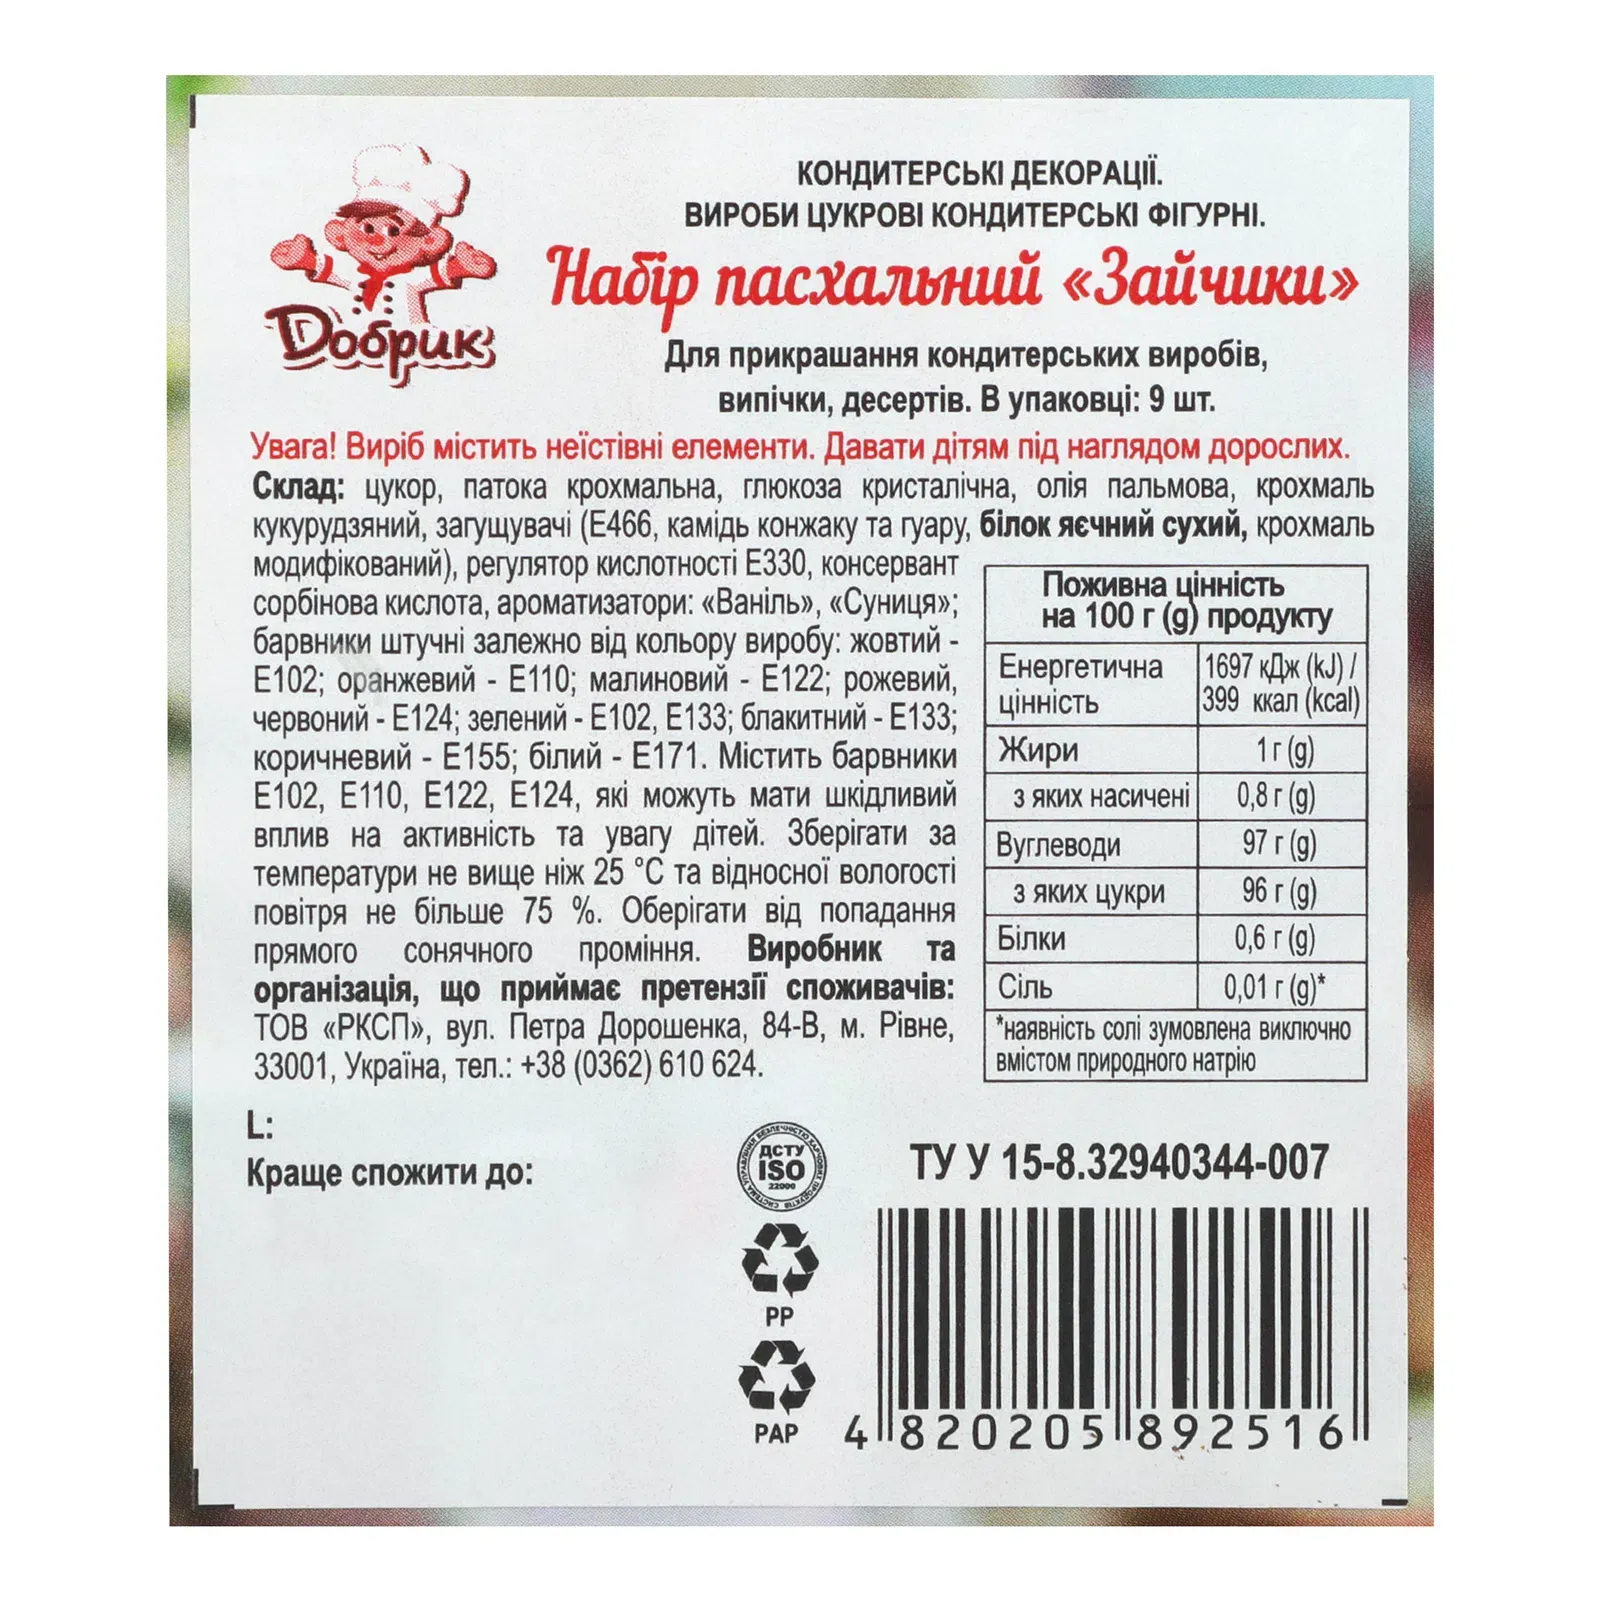 Добрик
КОНДИТЕРСЬКІ ДЕКОРАЦІЇ.
ВИРОБИ ЦУКРОВІ КОНДИТЕРСЬКІ ФІГУРНІ.
Набір пасхальний «Зайчики»
Для прикрашання кондитерських виробів,
випічки, десертів. В упаковці: 9 шт.
Увага! Виріб містить неїстівні елементи. Давати дітям під наглядом дорослих.
Склад: цукор, патока крохмальна, глюкоза кристалічна, олія пальмова, крохмаль
кукурудзяний, загущувачі (Е466, камідь конжаку та гуару, білок яєчний сухий, крохмаль
модифікований), регулятор кислотності Е330, консервант
сорбінова кислота, ароматизатори: «Ваніль», «Суниця»;
барвники штучні залежно від кольору виробу: жовтий -
Е102; оранжевий - Е110; малиновий - Е122; рожевий,
червоний - Е124; зелений - Е102, Е133; блакитний - Е133;
коричневий - Е155; білий - Е171. Містить барвники
Е102, Е110, Е122, Е124, які можуть мати шкідливий
вплив на активність та увагу дітей. Зберігати за
температури не вище ніж 25 °С та відносної вологості
повітря не більше 75 %. Оберігати від попадання
прямого сонячного проміння. Виробник та
організація, що приймає претензії споживачів:
ТОВ «РКСП», вул. Петра Дорошенка, 84-В, м. Рівне,
33001, Україна, тел.: +38 (0362) 610 624.
Поживна цінність
на 100 г (g) продукту
Енергетична цінність 1697 кДж (kJ) / 399 ккал (kcal)
Жири 1 г (g)
з яких насичені 0,8 г (g)
Вуглеводи 97 г (g)
з яких цукри 96 г (g)
Білки 0,6 г (g)
Сіль 0,01 г (g)*
*наявність солі зумовлена виключно
вмістом природного натрію
L:
Краще спожити до:
СИСТЕМА УПРАВЛІННЯ БЕЗПЕЧНІСТЮ ХАРЧОВИХ ПРОДУКТІВ
ДСТУ
ISO
22000
PP
PAP
ТУ У 15-8.32940344-007
4 820205 892516